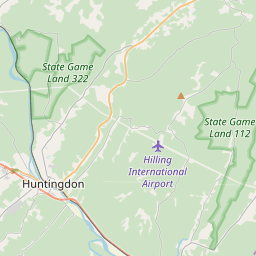 State Game
Land 322
State Game
Land 112
Hilling
International
Airport
Huntingdon